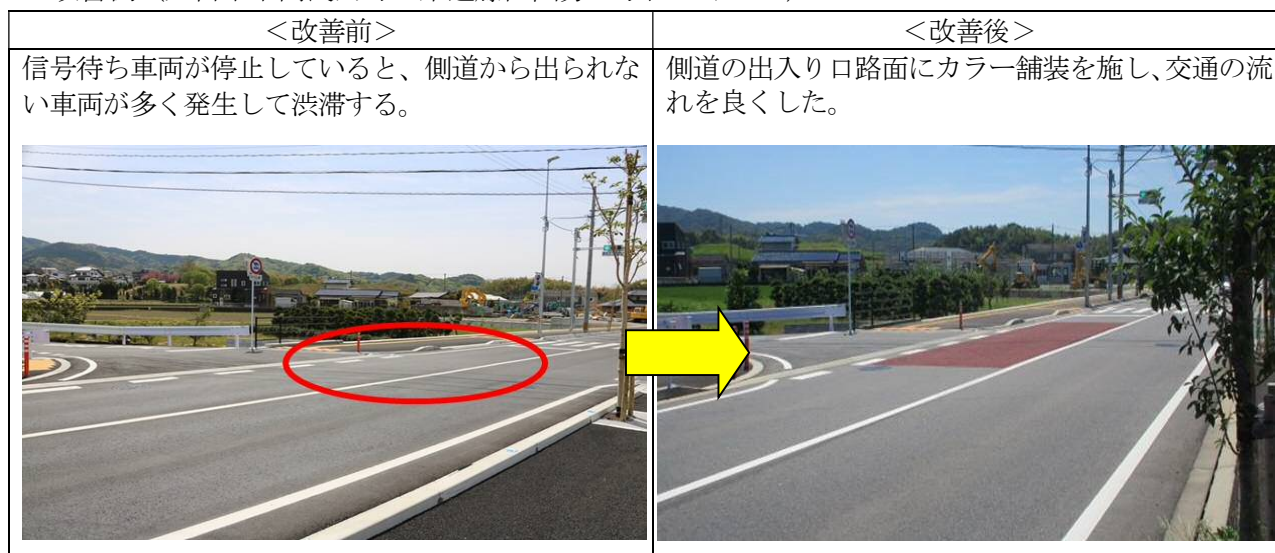 ＜改善前＞
＜改善後＞
信号待ち車両が停止していると、側道から出られな
い車両が多く発生して渋滞する。
側道の出入り口路面にカラー舗装を施し、交通の流
れを良くした。